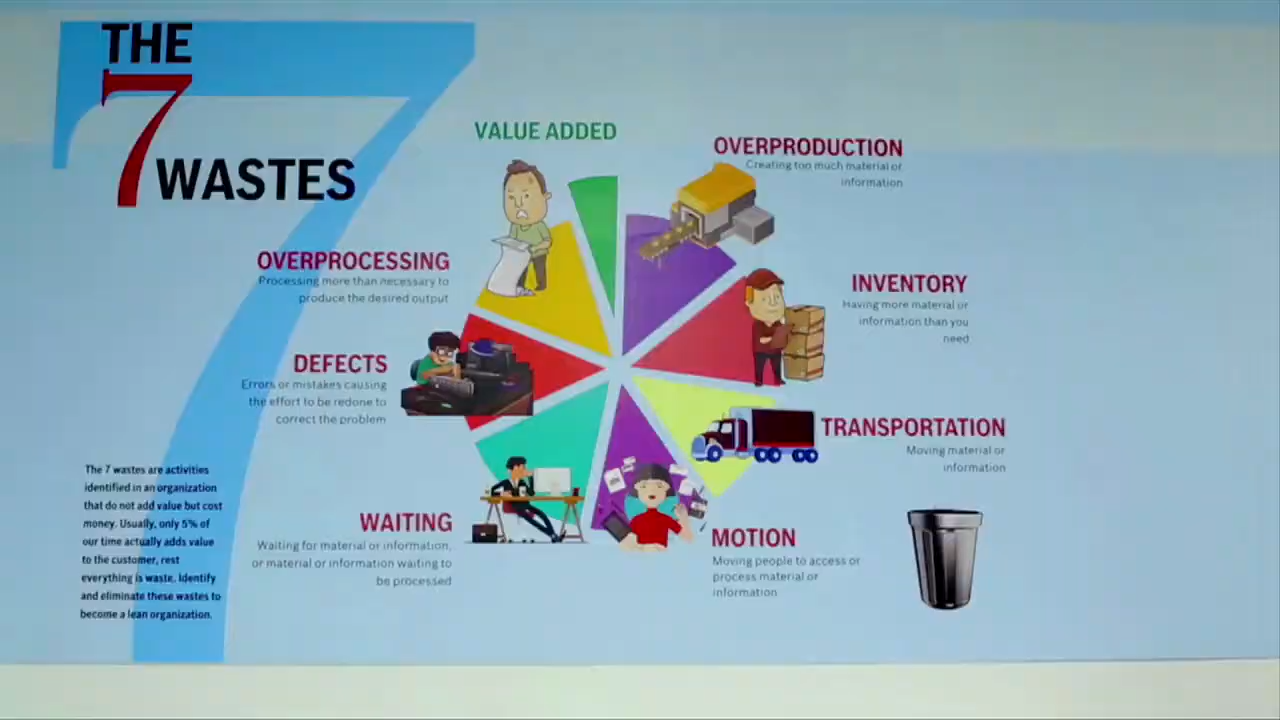 THE
7
WASTES
VALUE ADDED
OVERPRODUCTION
Creating too much material or
information
INVENTORY
Having more material or
information than you
need
TRANSPORTATION
Moving material or
information
MOTION
Moving people to access or
process material or
information
WAITING
Waiting for material or information,
or material or information waiting to
be processed
DEFECTS
Errors or mistakes causing
the effort to be redone to
correct the problem
OVERPROCESSING
Processing more than necessary to
produce the desired output
The 7 wastes are activities
identified in an organization
that do not add value but cost
money. Usually, only 5% of
our time actually adds value
to the customer, rest
everything is waste. Identify
and eliminate these wastes to
become a lean organization.